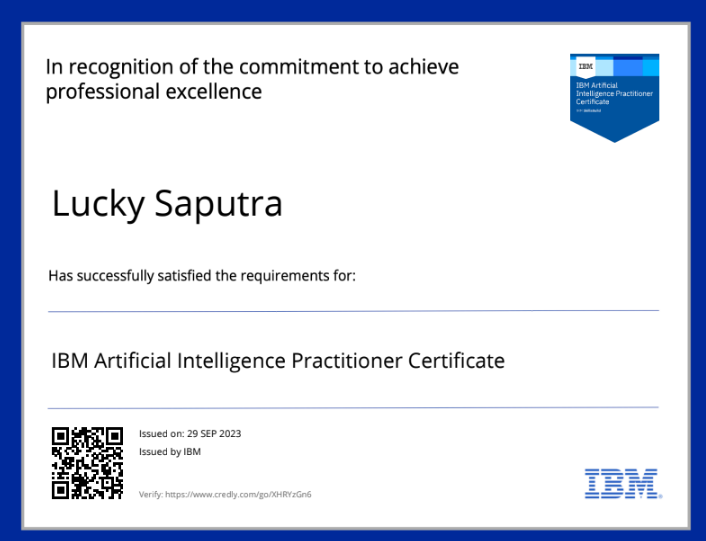 In recognition of the commitment to achieve
professional excellence
IBM
IBM Artificial
Intelligence Practitioner
Certificate
Lucky Saputra
Has successfully satisfied the requirements for:
IBM Artificial Intelligence Practitioner Certificate
Issued on: 29 SEP 2023
Issued by IBM
Verify: https://www.credly.com/go/XHRYzGn6
IBM.